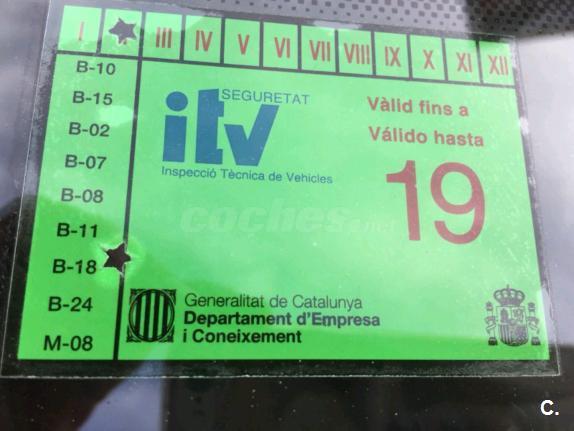 I III IV V VI VII VIII IX X XI XII
B-10
B-15
B-02
B-07
B-08
B-11
B-18
B-24
M-08
SEGURETAT
itv
Inspecció Tècnica de Vehicles
Vàlid fins a
Válido hasta
19
coches.net
Generalitat de Catalunya
Departament d'Empresa
i Coneixement
C.